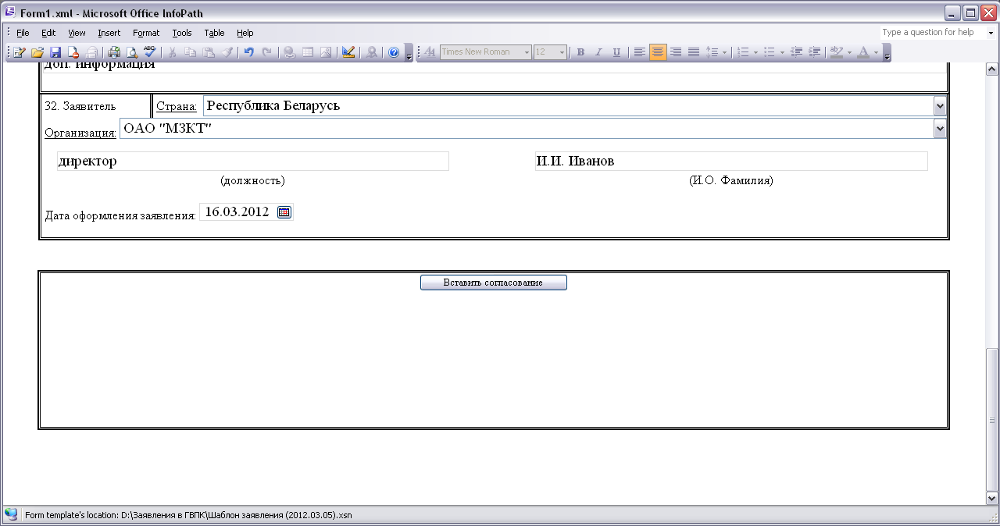 Form1.xml - Microsoft Office InfoPath
File Edit View Insert Format Tools Table Help
Type a question for help
Times New Roman 12 B I U
доп. информация
32. Заявитель Страна: Республика Беларусь
Организация: ОАО "МЗКТ"
директор И.И. Иванов
(должность) (И.О. Фамилия)
Дата оформления заявления: 16.03.2012
Вставить согласование
Form template's location: D:\Заявления в ГВПК\Шаблон заявления (2012.03.05).xsn